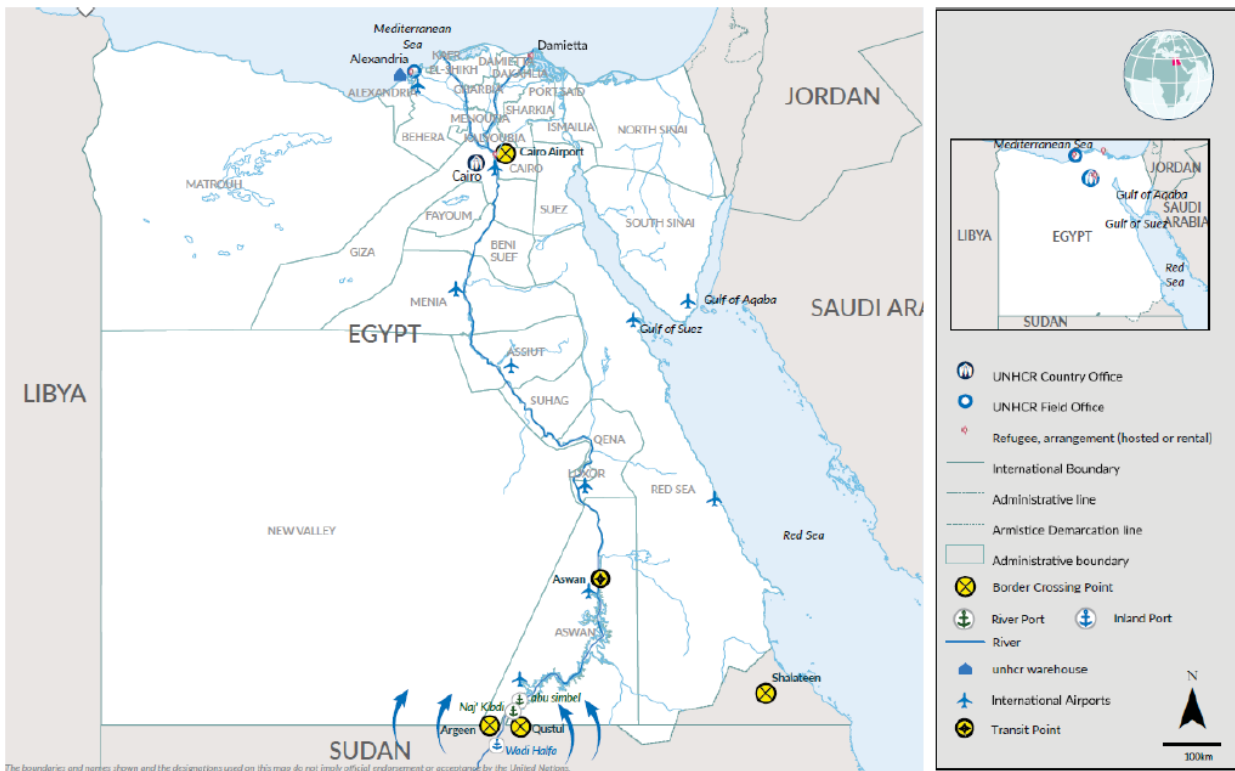 Mediterranean
Sea
Alexandria
Damietta
KAFR
EL-SHIKH
DAMIETTA
DAKAHLIA
GHARBIA
PORT SAID
ALEXANDRIA
SHARKIA
MENOUFIA
BEHERA
ISMAILIA
KALYOUBIA
NORTH SINAI
JORDAN
Cairo Airport
Cairo
CAIRO
MATROUH
FAYOUM
SUEZ
SOUTH SINAI
GIZA
BENI
SUEF
MENIA
Gulf of Aqaba
SAUDI ARA
EGYPT
Gulf of Suez
ASSIUT
LIBYA
SUHAG
QENA
LUXOR
RED SEA
NEW VALLEY
Red Sea
Aswan
ASWAN
Shalateen
abu simbel
Naj' Kibdi
Argeen
Qustul
SUDAN
Wadi Halfa
The boundaries and names shown and the designations used on this map do not imply official endorsement or acceptance by the United Nations.
Mediterranean Sea
JORDAN
Gulf of Aqaba
SAUDI
ARABIA
Gulf of Suez
LIBYA
EGYPT
Red
Sea
SUDAN
UNHCR Country Office
UNHCR Field Office
Refugee, arrangement (hosted or rental)
International Boundary
Administrative line
Armistice Demarcation line
Administrative boundary
Border Crossing Point
River Port
Inland Port
River
unhcr warehouse
International Airports
Transit Point
N
100km